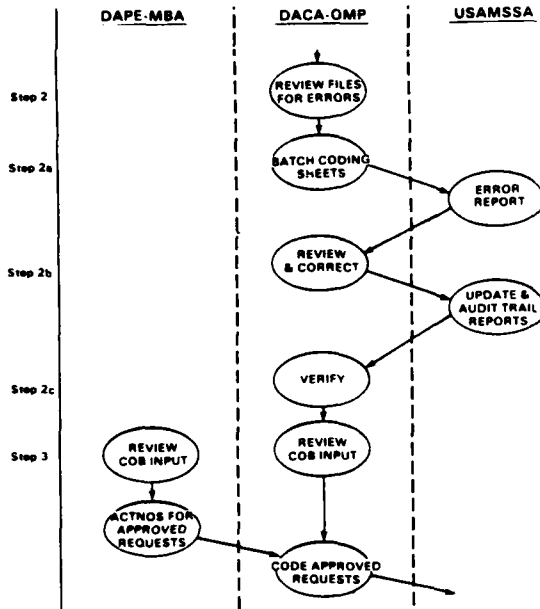 DAPE-MBA DACA-OMP USAMSSA
Step 2
REVIEW FILES
FOR ERRORS
Step 2a
BATCH CODING
SHEETS
ERROR
REPORT
Step 2b
REVIEW
& CORRECT
UPDATE &
AUDIT TRAIL
REPORTS
Step 2c
VERIFY
Step 3
REVIEW
COB INPUT
REVIEW
COB INPUT
ACTNOS FOR
APPROVED
REQUESTS
CODE APPROVED
REQUESTS